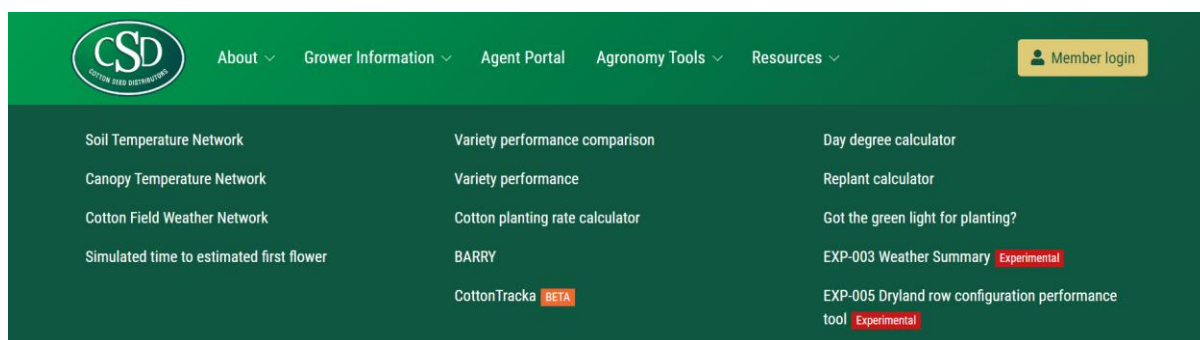 CSD
COTTON SEED DISTRIBUTORS
About
Grower Information
Agent Portal
Agronomy Tools
Resources
Member login
Soil Temperature Network
Canopy Temperature Network
Cotton Field Weather Network
Simulated time to estimated first flower
Variety performance comparison
Variety performance
Cotton planting rate calculator
BARRY
CottonTracka BETA
Day degree calculator
Replant calculator
Got the green light for planting?
EXP-003 Weather Summary Experimental
EXP-005 Dryland row configuration performance
tool Experimental